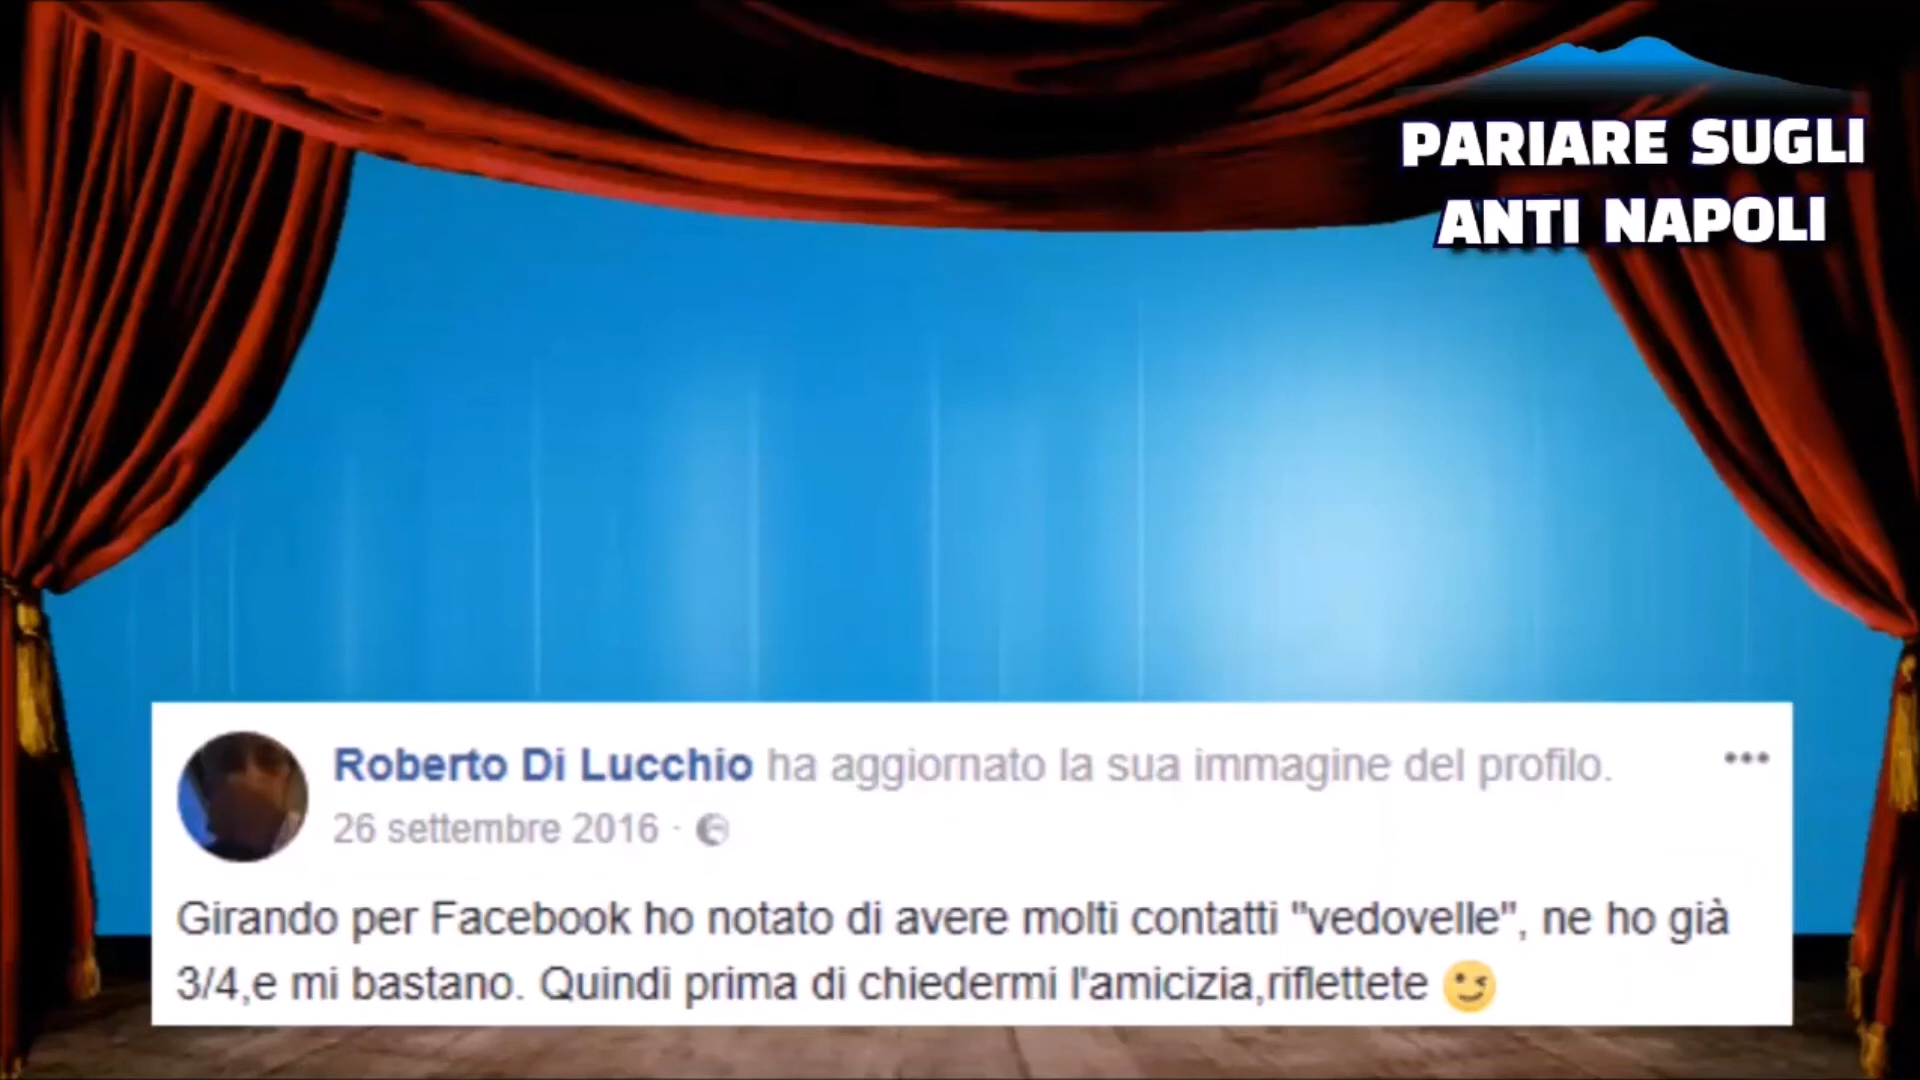 PARIARE SUGLI
ANTI NAPOLI
Roberto Di Lucchio ha aggiornato la sua immagine del profilo.
26 settembre 2016 ·
Girando per Facebook ho notato di avere molti contatti "vedovelle", ne ho già
3/4,e mi bastano. Quindi prima di chiedermi l'amicizia,riflettete 😉